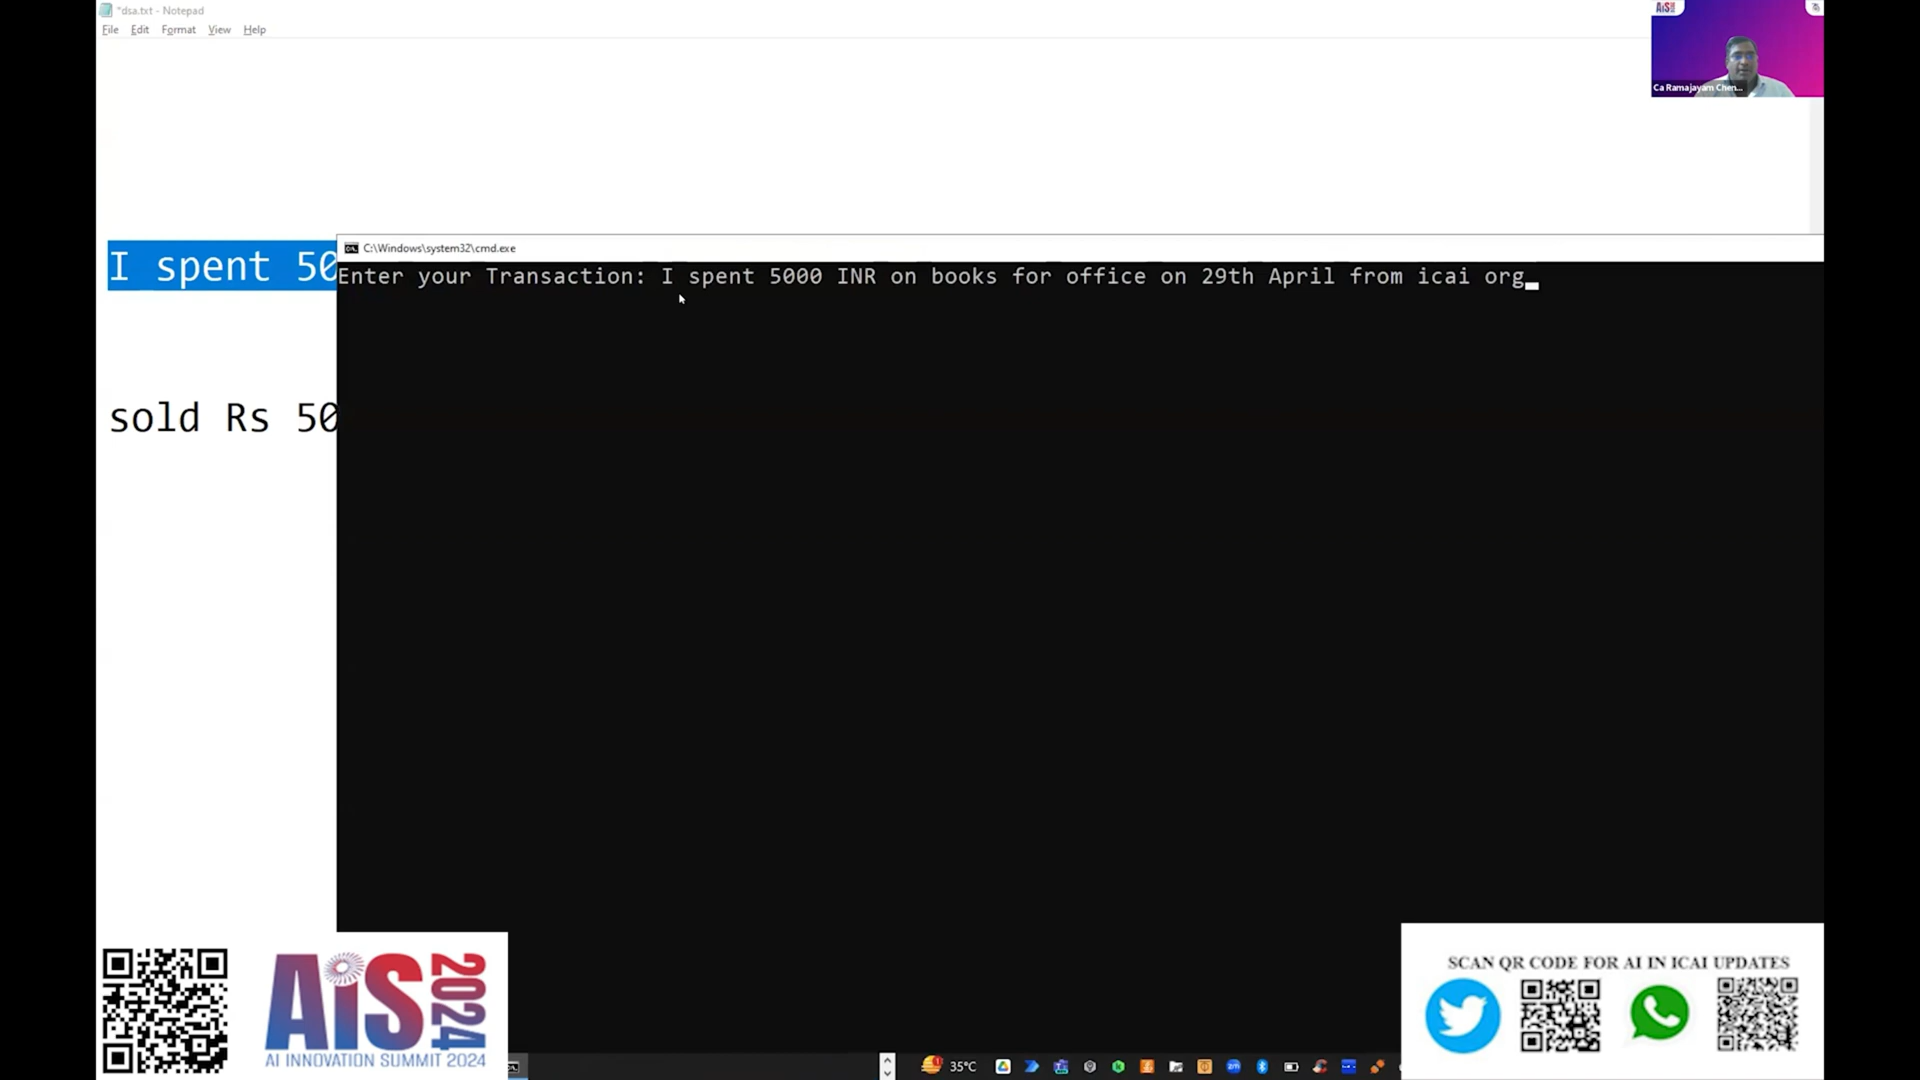 *dsa.txt - Notepad
File Edit Format View Help
AiS
Ca Ramajayam Chen...
I spent 50
C:\Windows\system32\cmd.exe
Enter your Transaction: I spent 5000 INR on books for office on 29th April from icai org
sold Rs 50
AiS 2024
AI INNOVATION SUMMIT 2024
SCAN QR CODE FOR AI IN ICAI UPDATES
35°C
zm